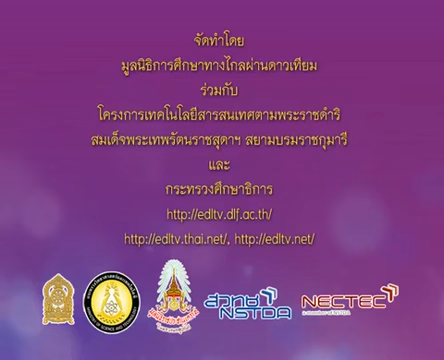 จัดทำโดย
มูลนิธิการศึกษาทางไกลผ่านดาวเทียม
ร่วมกับ
โครงการเทคโนโลยีสารสนเทศตามพระราชดำริ
สมเด็จพระเทพรัตนราชสุดาฯ สยามบรมราชกุมารี
และ
กระทรวงศึกษาธิการ
http://edltv.dlf.ac.th/
http://edltv.thai.net/, http://edltv.net/
สวทช
NSTDA
NECTEC
a member of NSTDA